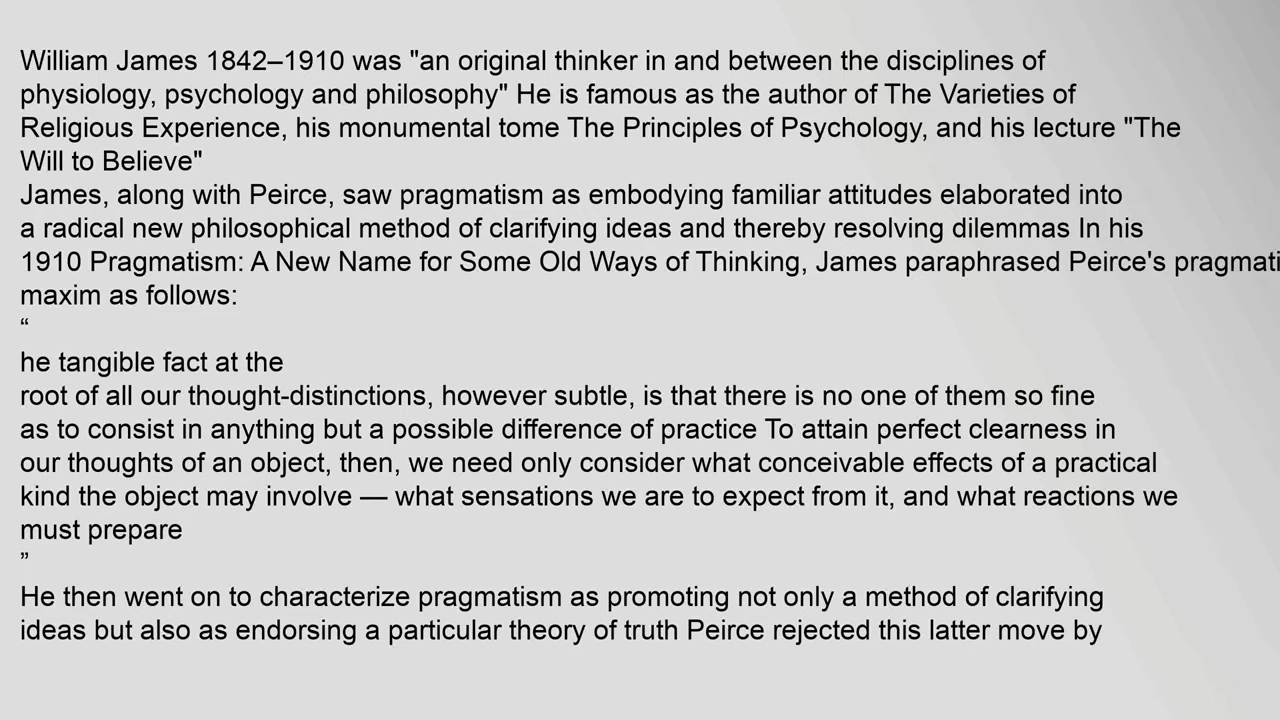 William James 1842–1910 was "an original thinker in and between the disciplines of
physiology, psychology and philosophy" He is famous as the author of The Varieties of
Religious Experience, his monumental tome The Principles of Psychology, and his lecture "The
Will to Believe"
James, along with Peirce, saw pragmatism as embodying familiar attitudes elaborated into
a radical new philosophical method of clarifying ideas and thereby resolving dilemmas In his
1910 Pragmatism: A New Name for Some Old Ways of Thinking, James paraphrased Peirce's pragmati
maxim as follows:
“
he tangible fact at the
root of all our thought-distinctions, however subtle, is that there is no one of them so fine
as to consist in anything but a possible difference of practice To attain perfect clearness in
our thoughts of an object, then, we need only consider what conceivable effects of a practical
kind the object may involve — what sensations we are to expect from it, and what reactions we
must prepare
”
He then went on to characterize pragmatism as promoting not only a method of clarifying
ideas but also as endorsing a particular theory of truth Peirce rejected this latter move by